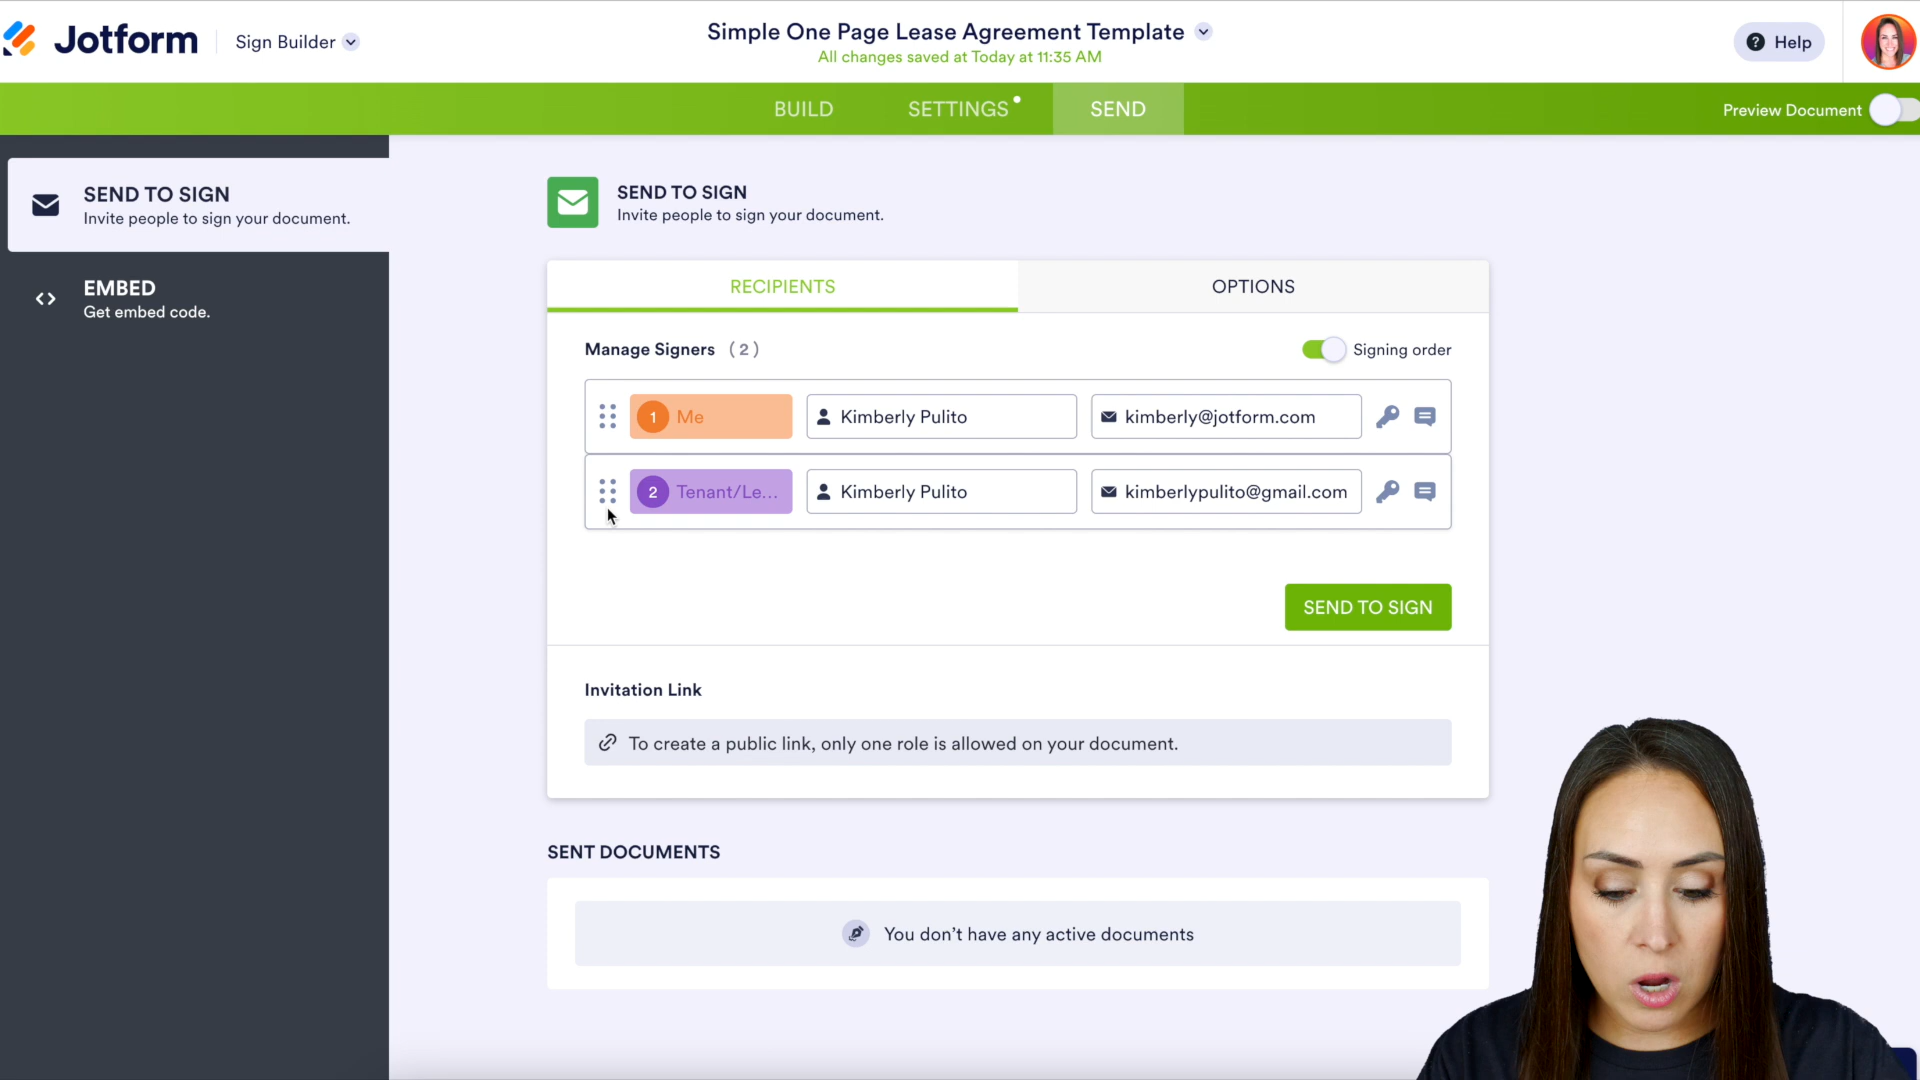 Jotform
Sign Builder
Simple One Page Lease Agreement Template
All changes saved at Today at 11:35 AM
? Help
BUILD
SETTINGS
SEND
Preview Document
SEND TO SIGN
Invite people to sign your document.
EMBED
Get embed code.
SEND TO SIGN
Invite people to sign your document.
RECIPIENTS
OPTIONS
Manage Signers (2)
Signing order
1 Me
Kimberly Pulito
kimberly@jotform.com
2 Tenant/Le...
Kimberly Pulito
kimberlypulito@gmail.com
SEND TO SIGN
Invitation Link
To create a public link, only one role is allowed on your document.
SENT DOCUMENTS
You don’t have any active documents